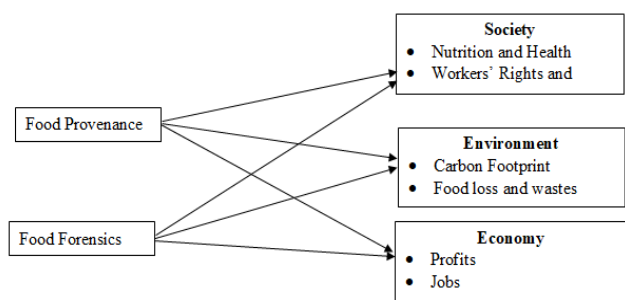 Society
• Nutrition and Health
• Workers' Rights and
Food Provenance
Environment
• Carbon Footprint
• Food loss and wastes
Food Forensics
Economy
• Profits
• Jobs